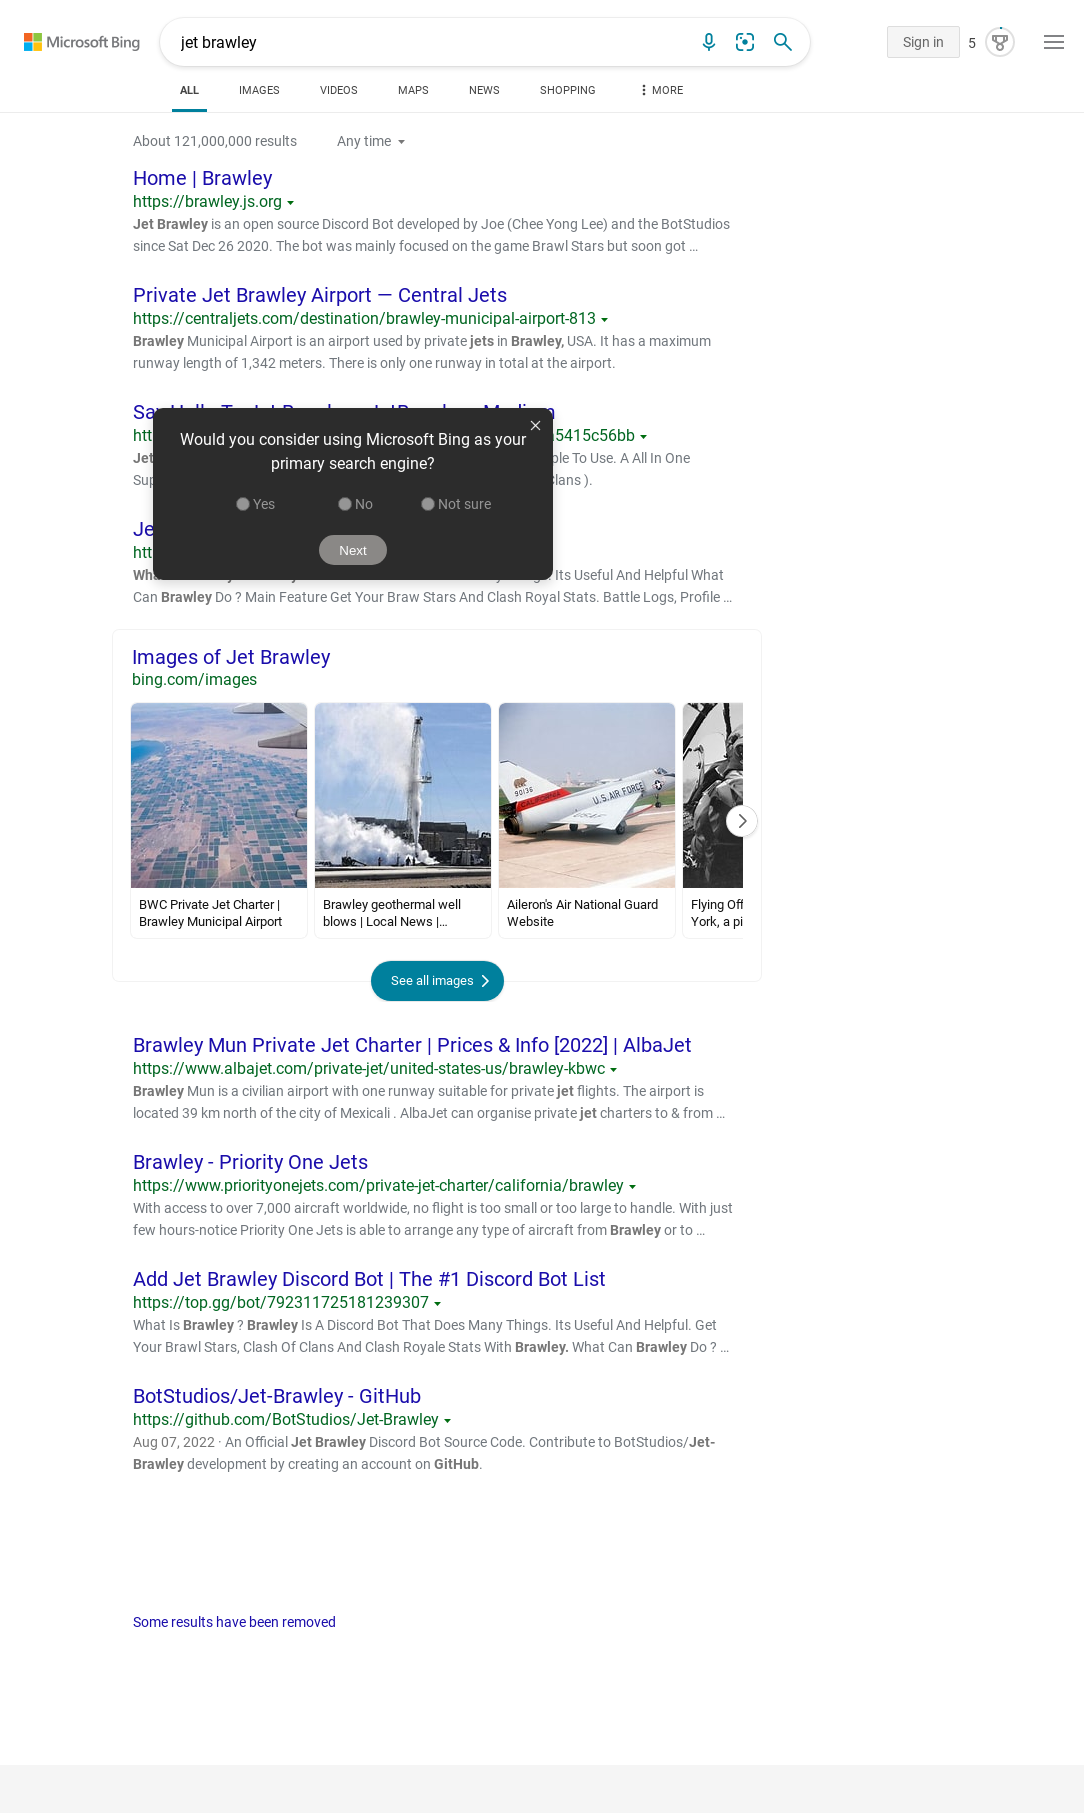 Microsoft Bing
jet brawley
Sign in
5
ALL
IMAGES
VIDEOS
MAPS
NEWS
SHOPPING
MORE
About 121,000,000 results
Any time
Home | Brawley
https://brawley.js.org
Jet Brawley is an open source Discord Bot developed by Joe (Chee Yong Lee) and the BotStudios
since Sat Dec 26 2020. The bot was mainly focused on the game Brawl Stars but soon got …
Private Jet Brawley Airport — Central Jets
https://centraljets.com/destination/brawley-municipal-airport-813
Brawley Municipal Airport is an airport used by private jets in Brawley, USA. It has a maximum
runway length of 1,342 meters. There is only one runway in total at the airport.
5415c56bb
Jet
To Use. A All In One
Clans ).
Would you consider using Microsoft Bing as your
primary search engine?
Yes
No
Not sure
Next
Its Useful And Helpful What
Can Brawley Do ? Main Feature Get Your Braw Stars And Clash Royal Stats. Battle Logs, Profile …
Images of Jet Brawley
bing.com/images
90136
CALIFORNIA
U.S. AIR FORCE
BWC Private Jet Charter |
Brawley Municipal Airport
Brawley geothermal well
blows | Local News |…
Aileron's Air National Guard
Website
Flying Off
York, a pi
See all images
Brawley Mun Private Jet Charter | Prices & Info [2022] | AlbaJet
https://www.albajet.com/private-jet/united-states-us/brawley-kbwc
Brawley Mun is a civilian airport with one runway suitable for private jet flights. The airport is
located 39 km north of the city of Mexicali . AlbaJet can organise private jet charters to & from …
Brawley - Priority One Jets
https://www.priorityonejets.com/private-jet-charter/california/brawley
With access to over 7,000 aircraft worldwide, no flight is too small or too large to handle. With just
few hours-notice Priority One Jets is able to arrange any type of aircraft from Brawley or to …
Add Jet Brawley Discord Bot | The #1 Discord Bot List
https://top.gg/bot/792311725181239307
What Is Brawley ? Brawley Is A Discord Bot That Does Many Things. Its Useful And Helpful. Get
Your Brawl Stars, Clash Of Clans And Clash Royale Stats With Brawley. What Can Brawley Do ? …
BotStudios/Jet-Brawley - GitHub
https://github.com/BotStudios/Jet-Brawley
Aug 07, 2022 · An Official Jet Brawley Discord Bot Source Code. Contribute to BotStudios/Jet-
Brawley development by creating an account on GitHub.
Some results have been removed